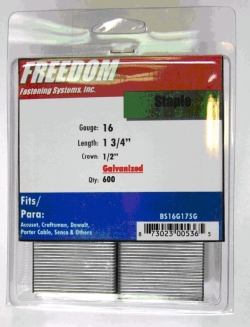 FREEDOM
Fastening Systems, Inc.
Staple
Gauge: 16
Length: 1 3/4"
Crown: 1/2"
Galvanized
Qty: 600
Fits/
Para:
BS16G175G
Accuset, Craftsman, Dewalt,
Porter Cable, Senco & Others
8 73023 00536 5